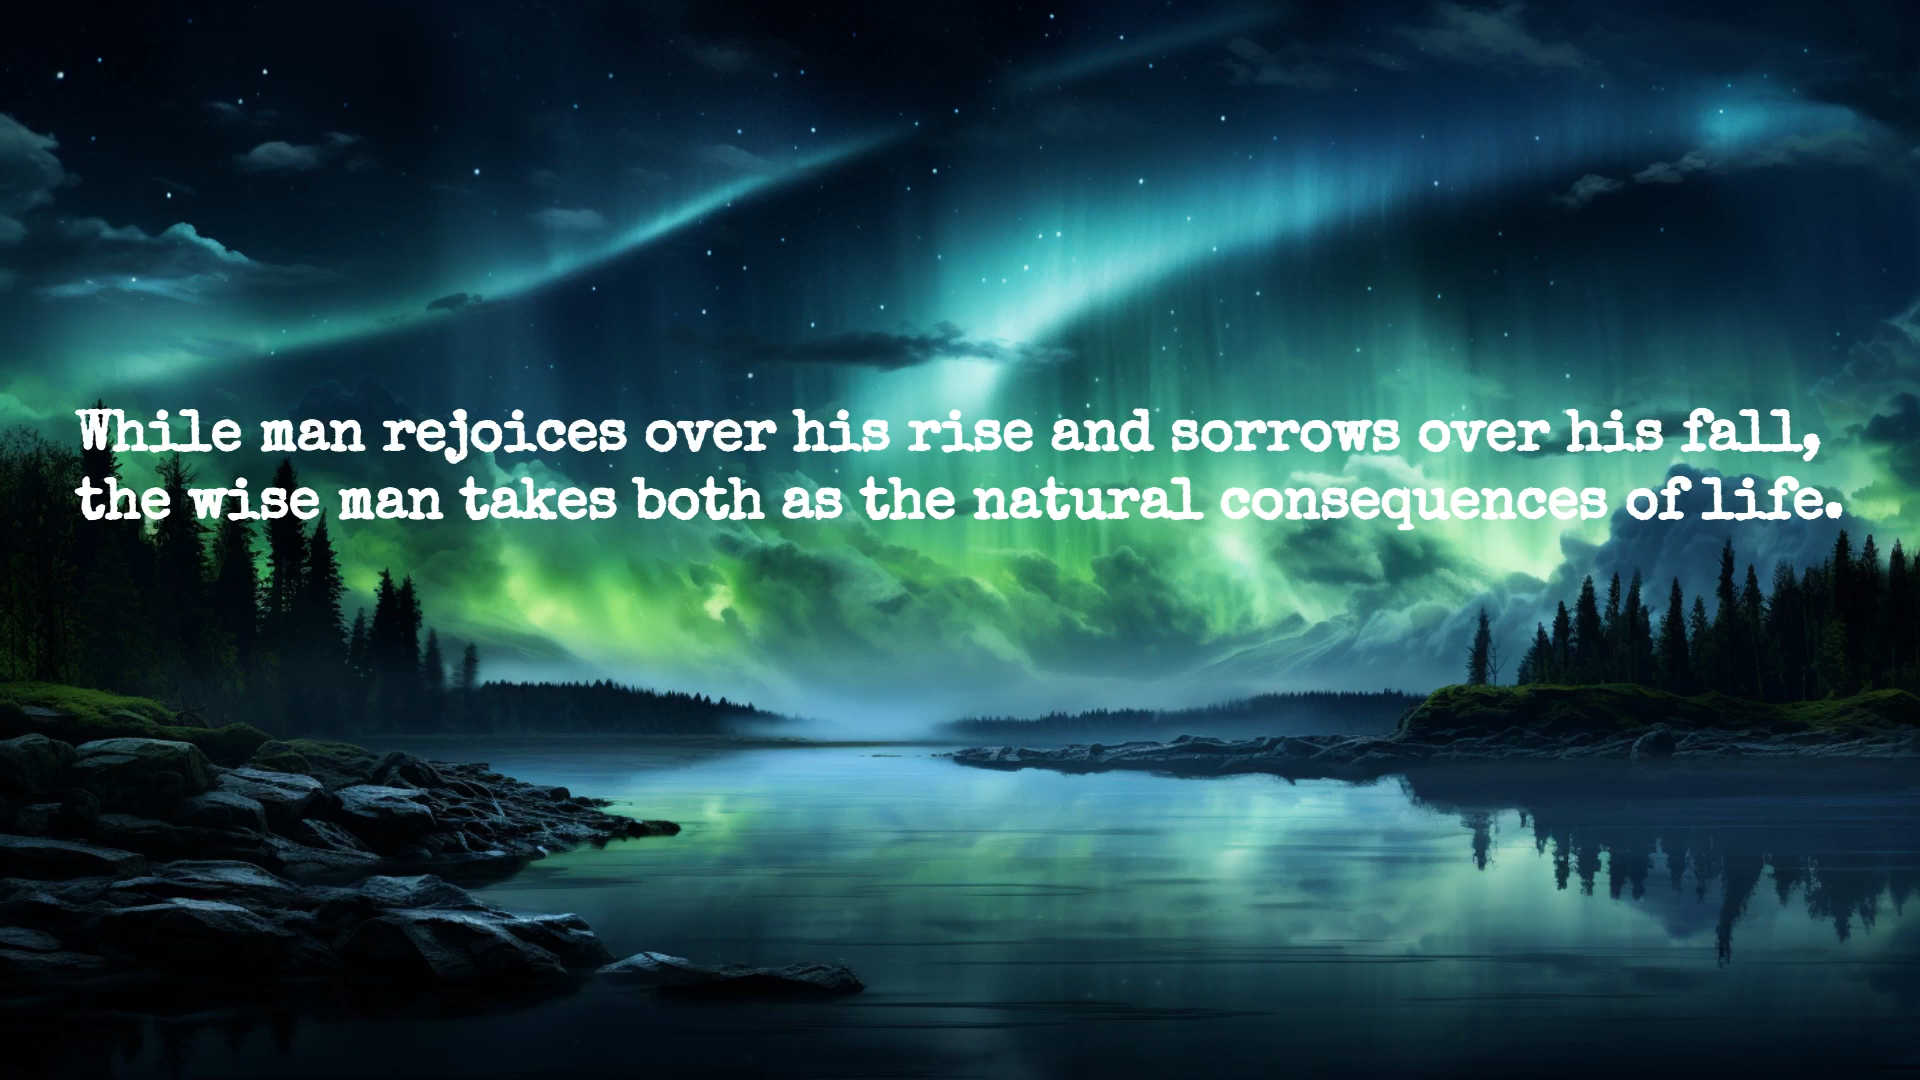 While man rejoices over his rise and sorrows over his fall,
the wise man takes both as the natural consequences of life.